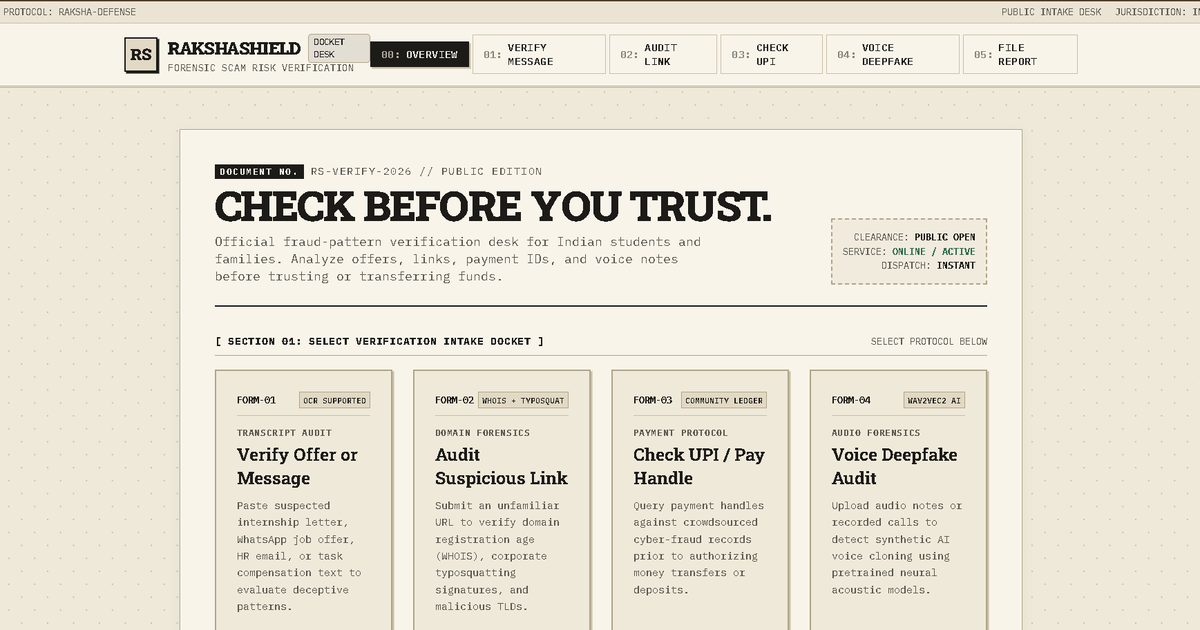 PROTOCOL: RAKSHA-DEFENSE
PUBLIC INTAKE DESK JURISDICTION:
RS
RAKSHASHIELD
DOCKET DESK
FORENSIC SCAM RISK VERIFICATION
00: OVERVIEW
01: VERIFY MESSAGE
02: AUDIT LINK
03: CHECK UPI
04: VOICE DEEPFAKE
05: FILE REPORT
DOCUMENT NO. RS-VERIFY-2026 // PUBLIC EDITION
CHECK BEFORE YOU TRUST.
Official fraud-pattern verification desk for Indian students and
families. Analyze offers, links, payment IDs, and voice notes
before trusting or transferring funds.
CLEARANCE: PUBLIC OPEN
SERVICE: ONLINE / ACTIVE
DISPATCH: INSTANT
[ SECTION 01: SELECT VERIFICATION INTAKE DOCKET ]
SELECT PROTOCOL BELOW
FORM-01 OCR SUPPORTED
TRANSCRIPT AUDIT
Verify Offer or
Message
Paste suspected
internship letter,
WhatsApp job offer,
HR email, or task
compensation text to
evaluate deceptive
patterns.
FORM-02 WHOIS + TYPOSQUAT
DOMAIN FORENSICS
Audit
Suspicious Link
Submit an unfamiliar
URL to verify domain
registration age
(WHOIS), corporate
typosquatting
signatures, and
malicious TLDs.
FORM-03 COMMUNITY LEDGER
PAYMENT PROTOCOL
Check UPI / Pay
Handle
Query payment handles
against crowdsourced
cyber-fraud records
prior to authorizing
money transfers or
deposits.
FORM-04 WAV2VEC2 AI
AUDIO FORENSICS
Voice Deepfake
Audit
Upload audio notes or
recorded calls to
detect synthetic AI
voice cloning using
pretrained neural
acoustic models.